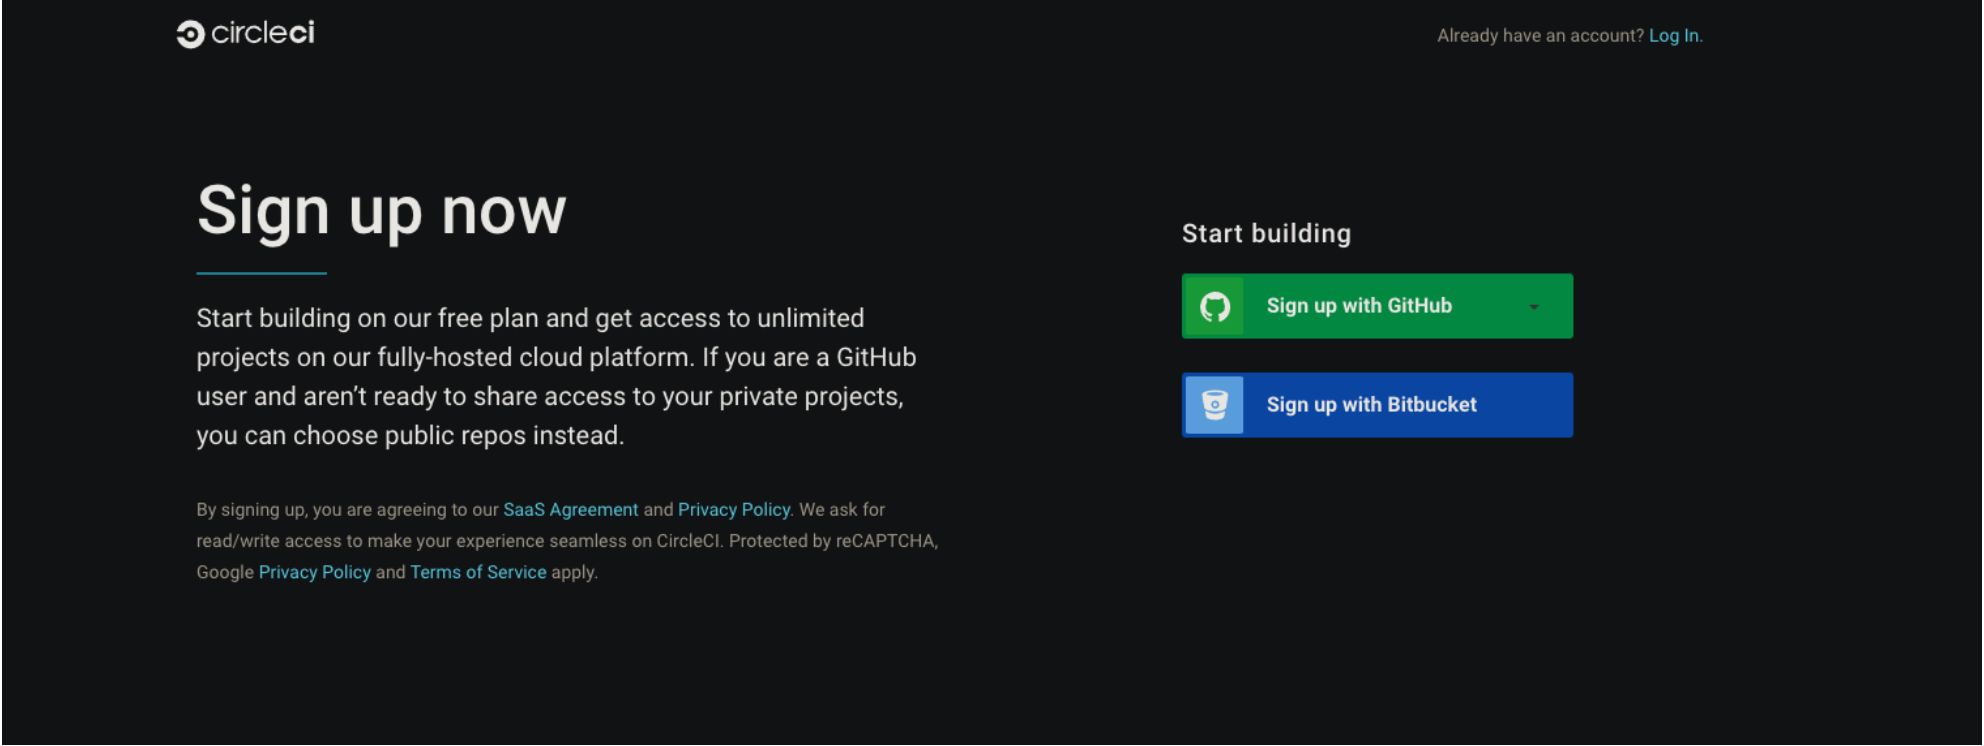 circleci
Already have an account? Log In.
Sign up now
Start building on our free plan and get access to unlimited
projects on our fully-hosted cloud platform. If you are a GitHub
user and aren’t ready to share access to your private projects,
you can choose public repos instead.
By signing up, you are agreeing to our SaaS Agreement and Privacy Policy. We ask for
read/write access to make your experience seamless on CircleCI. Protected by reCAPTCHA,
Google Privacy Policy and Terms of Service apply.
Start building
Sign up with GitHub
Sign up with Bitbucket